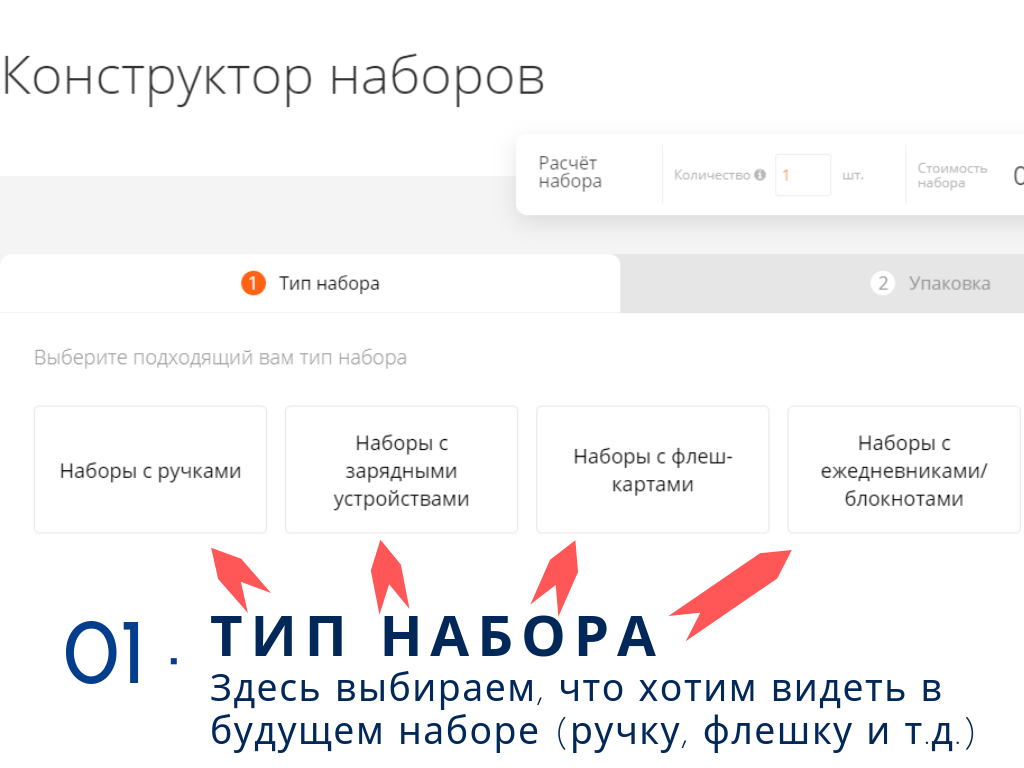 Конструктор наборов
Расчёт
набора
Количество
1
шт.
Стоимость
набора
0
1 Тип набора
2 Упаковка
Выберите подходящий вам тип набора
Наборы с ручками
Наборы с
зарядными
устройствами
Наборы с флеш-
картами
Наборы с
ежедневниками/
блокнотами
01.
ТИП НАБОРА
Здесь выбираем, что хотим видеть в
будущем наборе (ручку, флешку и т.д.)